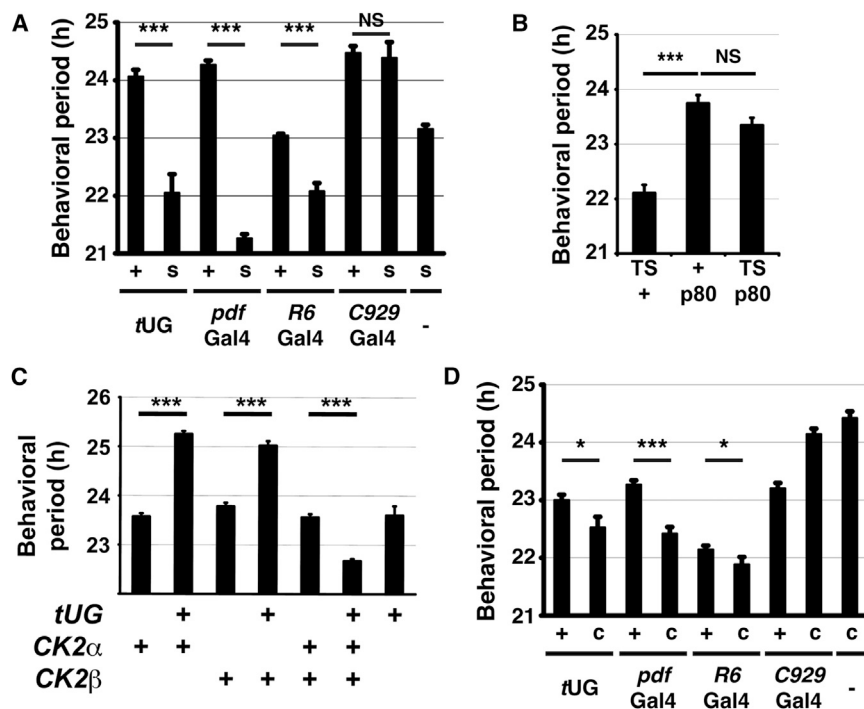 A
Behavioral period (h)
25
24
23
22
21
*** *** *** NS
+ s + s + s + s s
tUG pdf Gal4 R6 Gal4 C929 Gal4 -
B
Behavioral period (h)
25
24
23
22
21
*** NS
TS + TS
+ p80 p80
C
Behavioral
period (h)
26
25
24
23
*** *** ***
tUG + + + +
CK2α + + + +
CK2β + + + +
D
Behavioral period (h)
25
24
23
22
21
* *** *
+ c + c + c + c c
tUG pdf Gal4 R6 Gal4 C929 Gal4 -